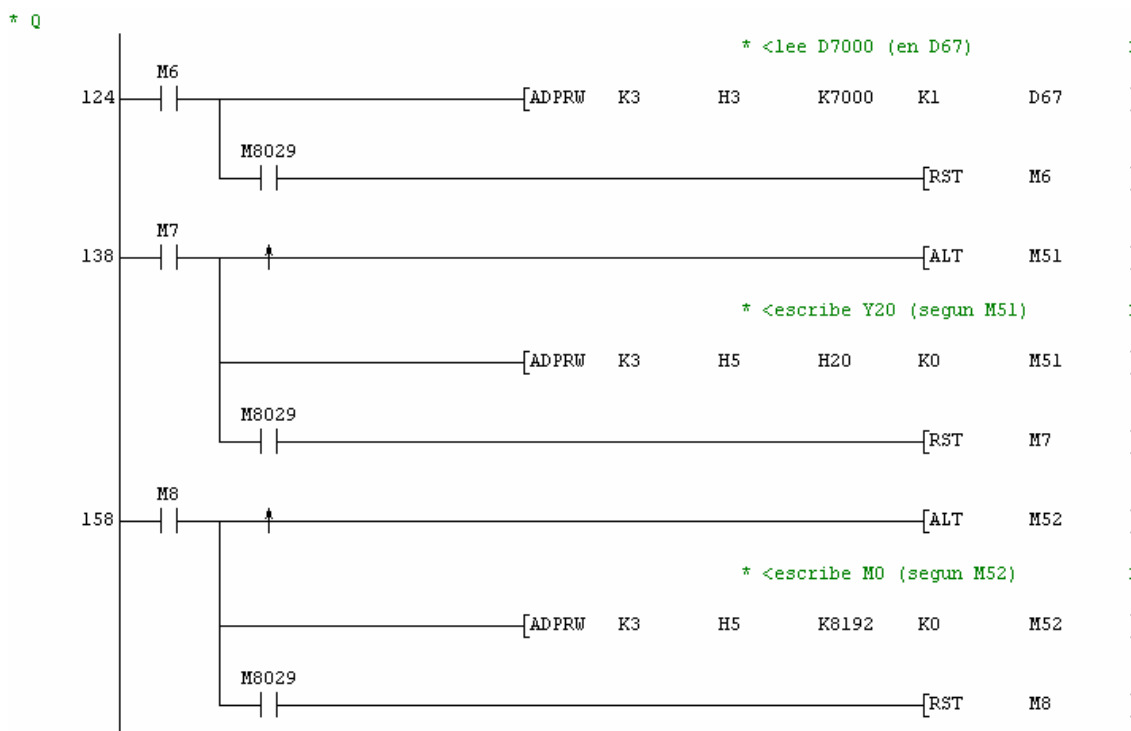 * Q
* <lee D7000 (en D67)
M6
124 [ADPRW K3 H3 K7000 K1 D67
M8029
[RST M6
M7
138 [ALT M51
* <escribe Y20 (segun M51)
[ADPRW K3 H5 H20 K0 M51
M8029
[RST M7
M8
158 [ALT M52
* <escribe M0 (segun M52)
[ADPRW K3 H5 K8192 K0 M52
M8029
[RST M8